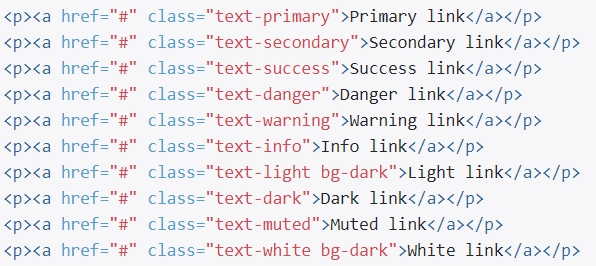 <p><a href="#" class="text-primary">Primary link</a></p>
<p><a href="#" class="text-secondary">Secondary link</a></p>
<p><a href="#" class="text-success">Success link</a></p>
<p><a href="#" class="text-danger">Danger link</a></p>
<p><a href="#" class="text-warning">Warning link</a></p>
<p><a href="#" class="text-info">Info link</a></p>
<p><a href="#" class="text-light bg-dark">Light link</a></p>
<p><a href="#" class="text-dark">Dark link</a></p>
<p><a href="#" class="text-muted">Muted link</a></p>
<p><a href="#" class="text-white bg-dark">White link</a></p>